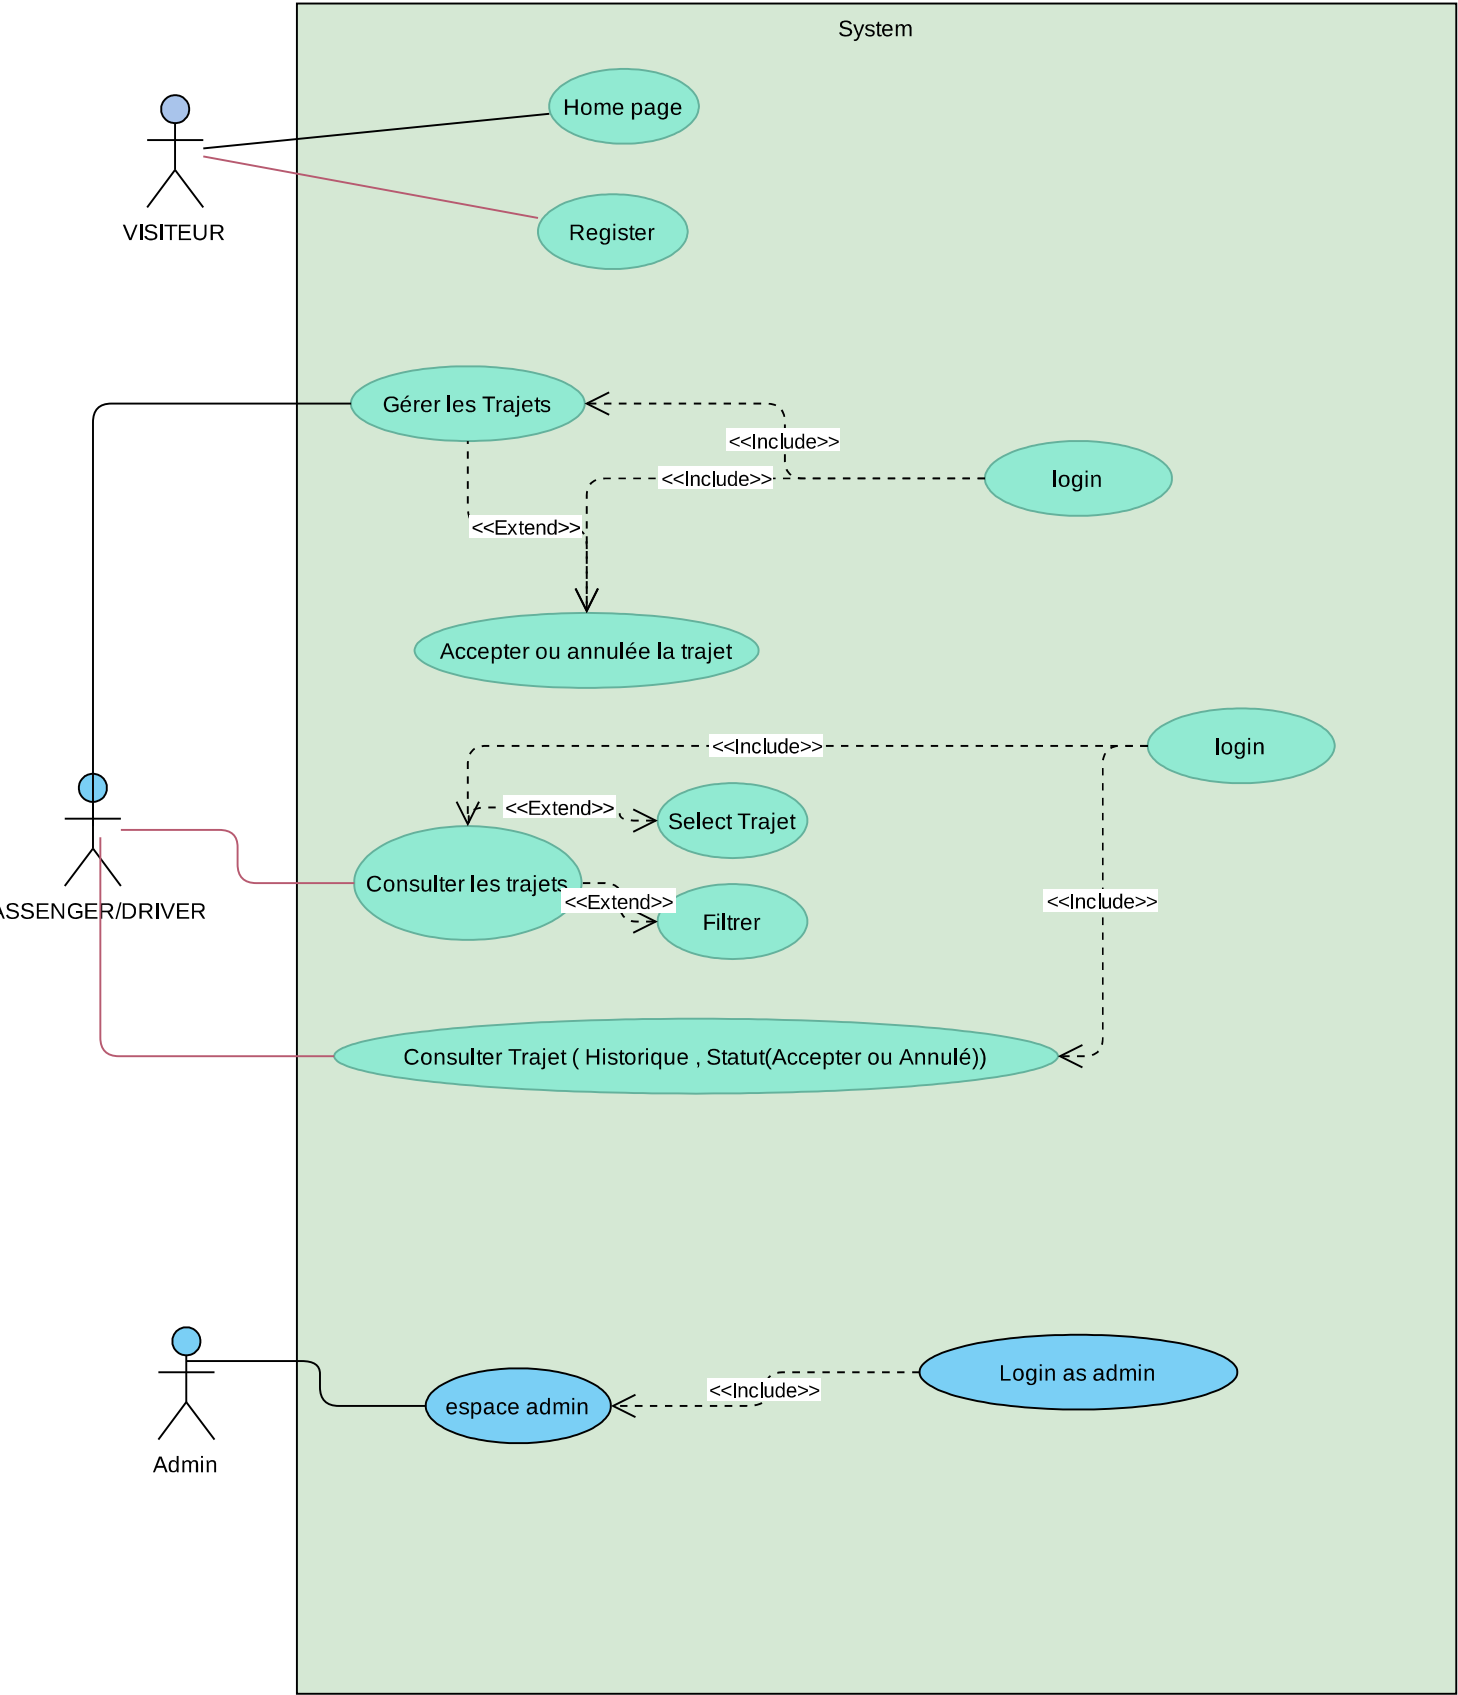 System
Home page
VISITEUR
Register
Gérer les Trajets
<<Include>>
<<Include>>
login
<<Extend>>
Accepter ou annulée la trajet
<<Include>>
login
<<Extend>>
Select Trajet
Consulter les trajets
<<Extend>>
Filtrer
<<Include>>
ASSENGER/DRIVER
Consulter Trajet ( Historique , Statut(Accepter ou Annulé))
Login as admin
<<Include>>
espace admin
Admin